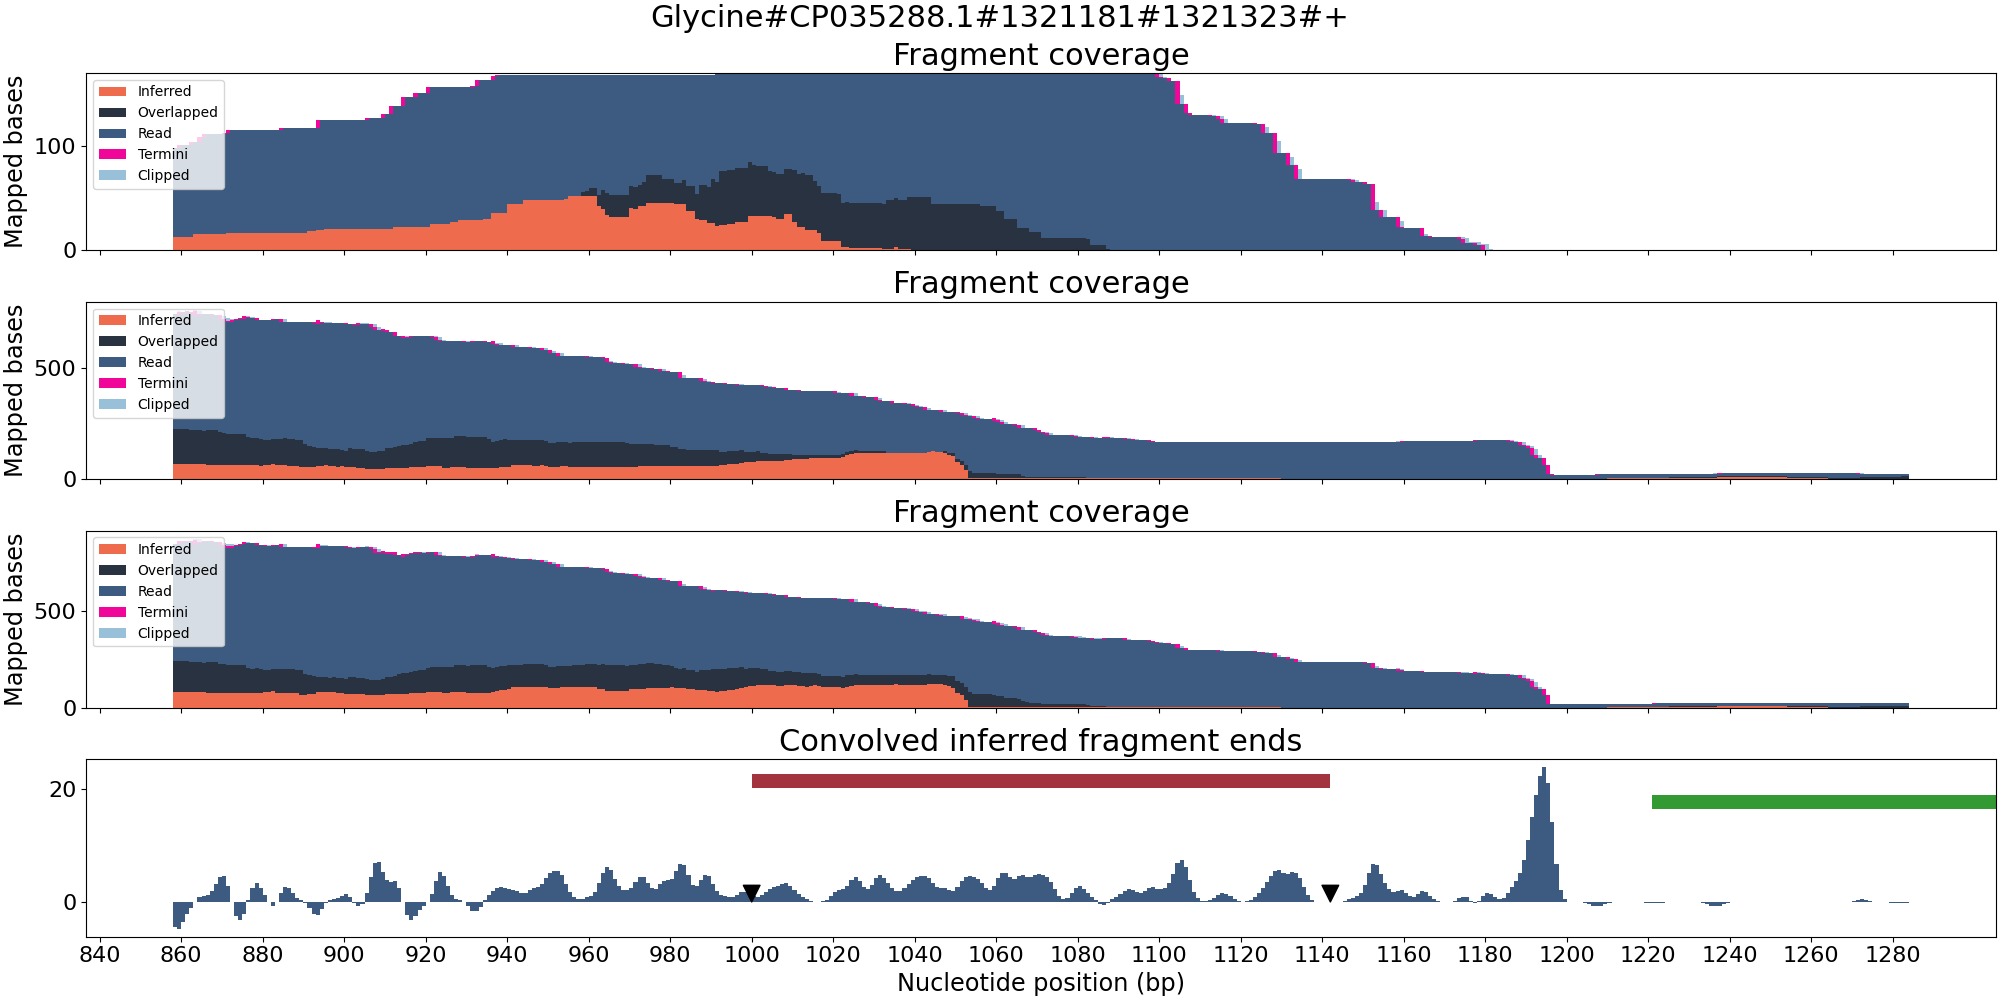 Glycine#CP035288.1#1321181#1321323#+
Fragment coverage
Mapped bases
100
0
Inferred
Overlapped
Read
Termini
Clipped
Fragment coverage
Mapped bases
500
0
Inferred
Overlapped
Read
Termini
Clipped
Fragment coverage
Mapped bases
500
0
Inferred
Overlapped
Read
Termini
Clipped
Convolved inferred fragment ends
20
0
840 860 880 900 920 940 960 980 1000 1020 1040 1060 1080 1100 1120 1140 1160 1180 1200 1220 1240 1260 1280
Nucleotide position (bp)